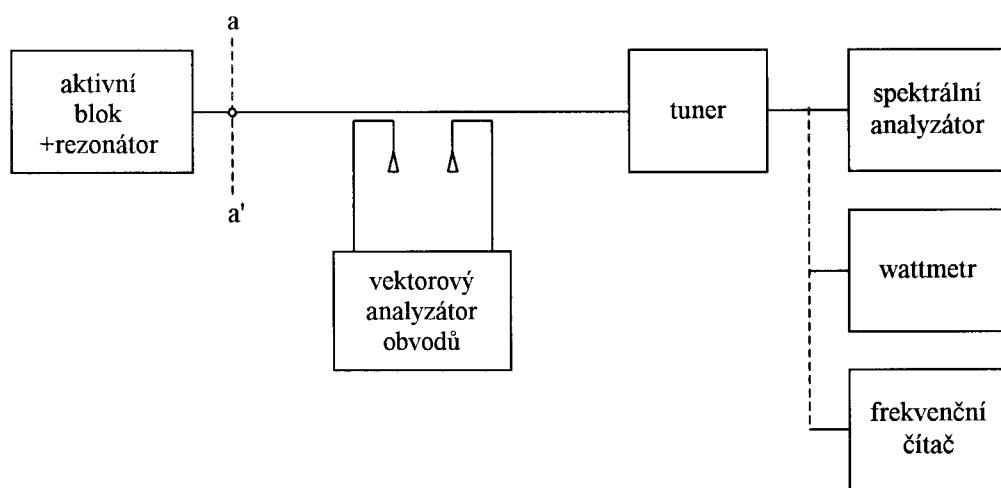 a
aktivní
blok
+rezonátor
a'
vektorový
analyzátor
obvodů
tuner
spektrální
analyzátor
wattmetr
frekvenční
čítač